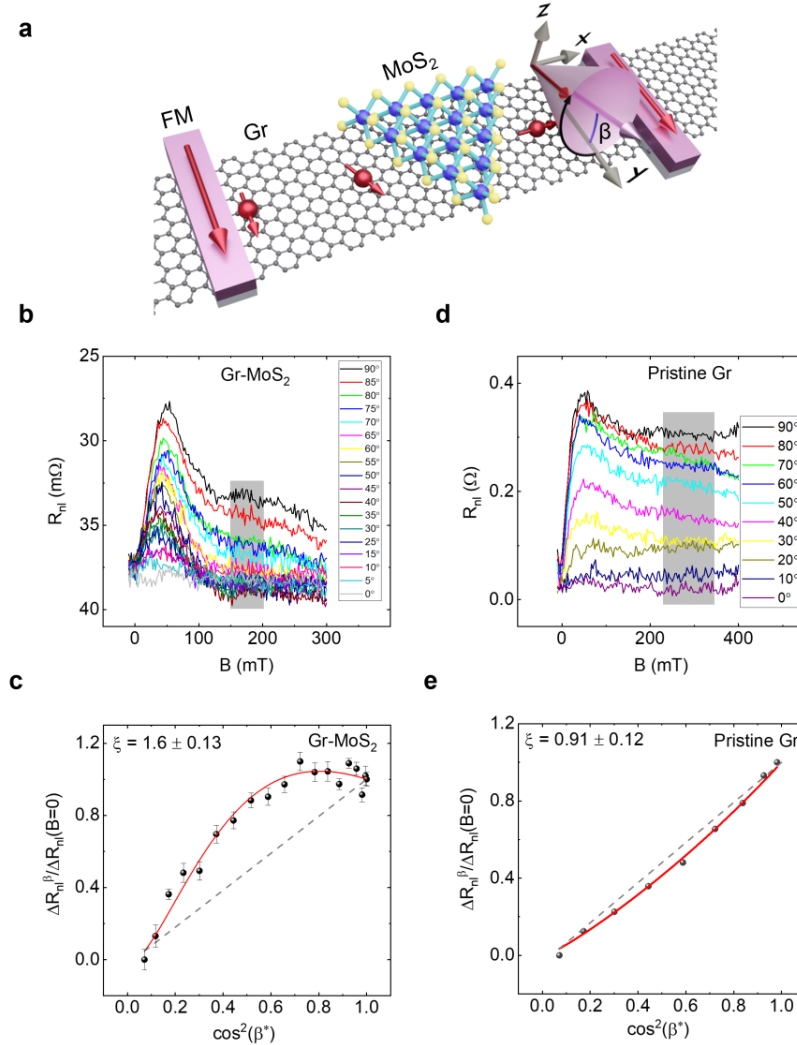 a
FM
Gr
MoS₂
Z
X
Y
β
b
Gr-MoS₂
25
30
35
40
Rₙₗ (mΩ)
0
100
200
300
B (mT)
90°
85°
80°
75°
70°
65°
60°
55°
50°
45°
40°
35°
30°
25°
15°
10°
5°
0°
d
Pristine Gr
0.4
0.2
0.0
Rₙₗ (Ω)
0
200
400
B (mT)
90°
80°
70°
60°
50°
40°
30°
20°
10°
0°
c
ξ = 1.6 ± 0.13
Gr-MoS₂
1.2
0.8
0.4
0.0
ΔRₙₗᵝ/ΔRₙₗ(B=0)
0.0
0.2
0.4
0.6
0.8
1.0
cos²(β*)
e
ξ = 0.91 ± 0.12
Pristine Gr
1.2
0.8
0.4
0.0
ΔRₙₗᵝ/ΔRₙₗ(B=0)
0.0
0.2
0.4
0.6
0.8
1.0
cos²(β*)